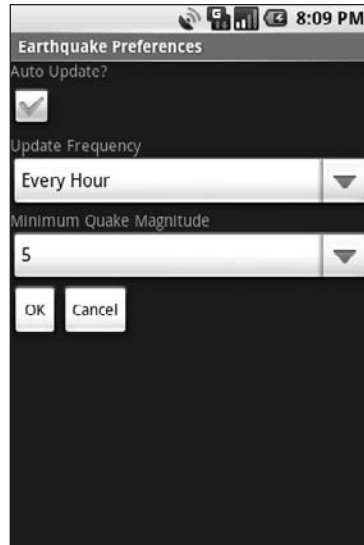 8:09 PM
Earthquake Preferences
Auto Update?
Update Frequency
Every Hour
Minimum Quake Magnitude
5
OK Cancel